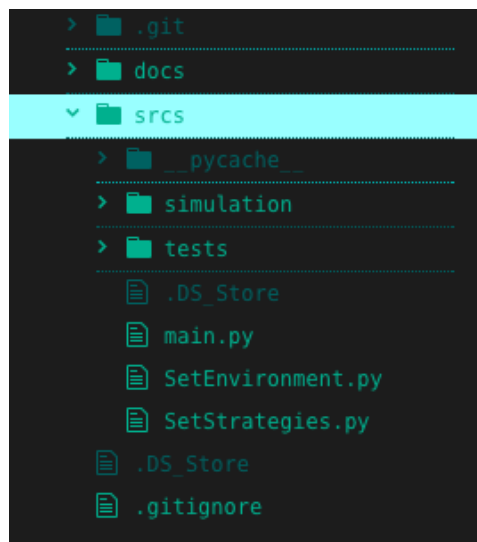 .git
docs
srcs
__pycache__
simulation
tests
.DS_Store
main.py
SetEnvironment.py
SetStrategies.py
.DS_Store
.gitignore